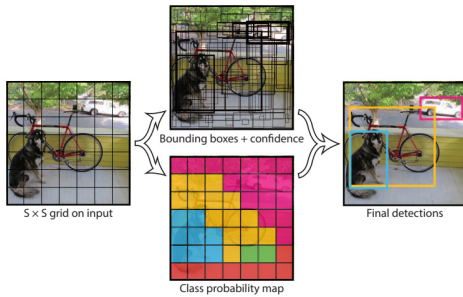 Bounding boxes + confidence
S × S grid on input
Final detections
Class probability map